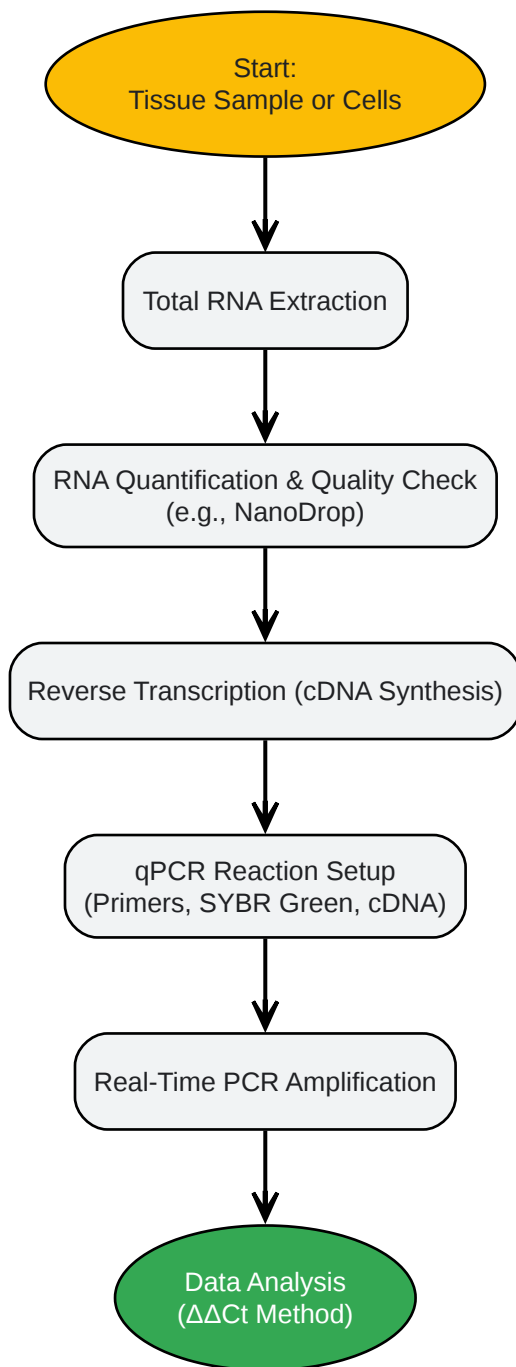 Start:
Tissue Sample or Cells
Total RNA Extraction
RNA Quantification & Quality Check
(e.g., NanoDrop)
Reverse Transcription (cDNA Synthesis)
qPCR Reaction Setup
(Primers, SYBR Green, cDNA)
Real-Time PCR Amplification
Data Analysis
(ΔΔCt Method)